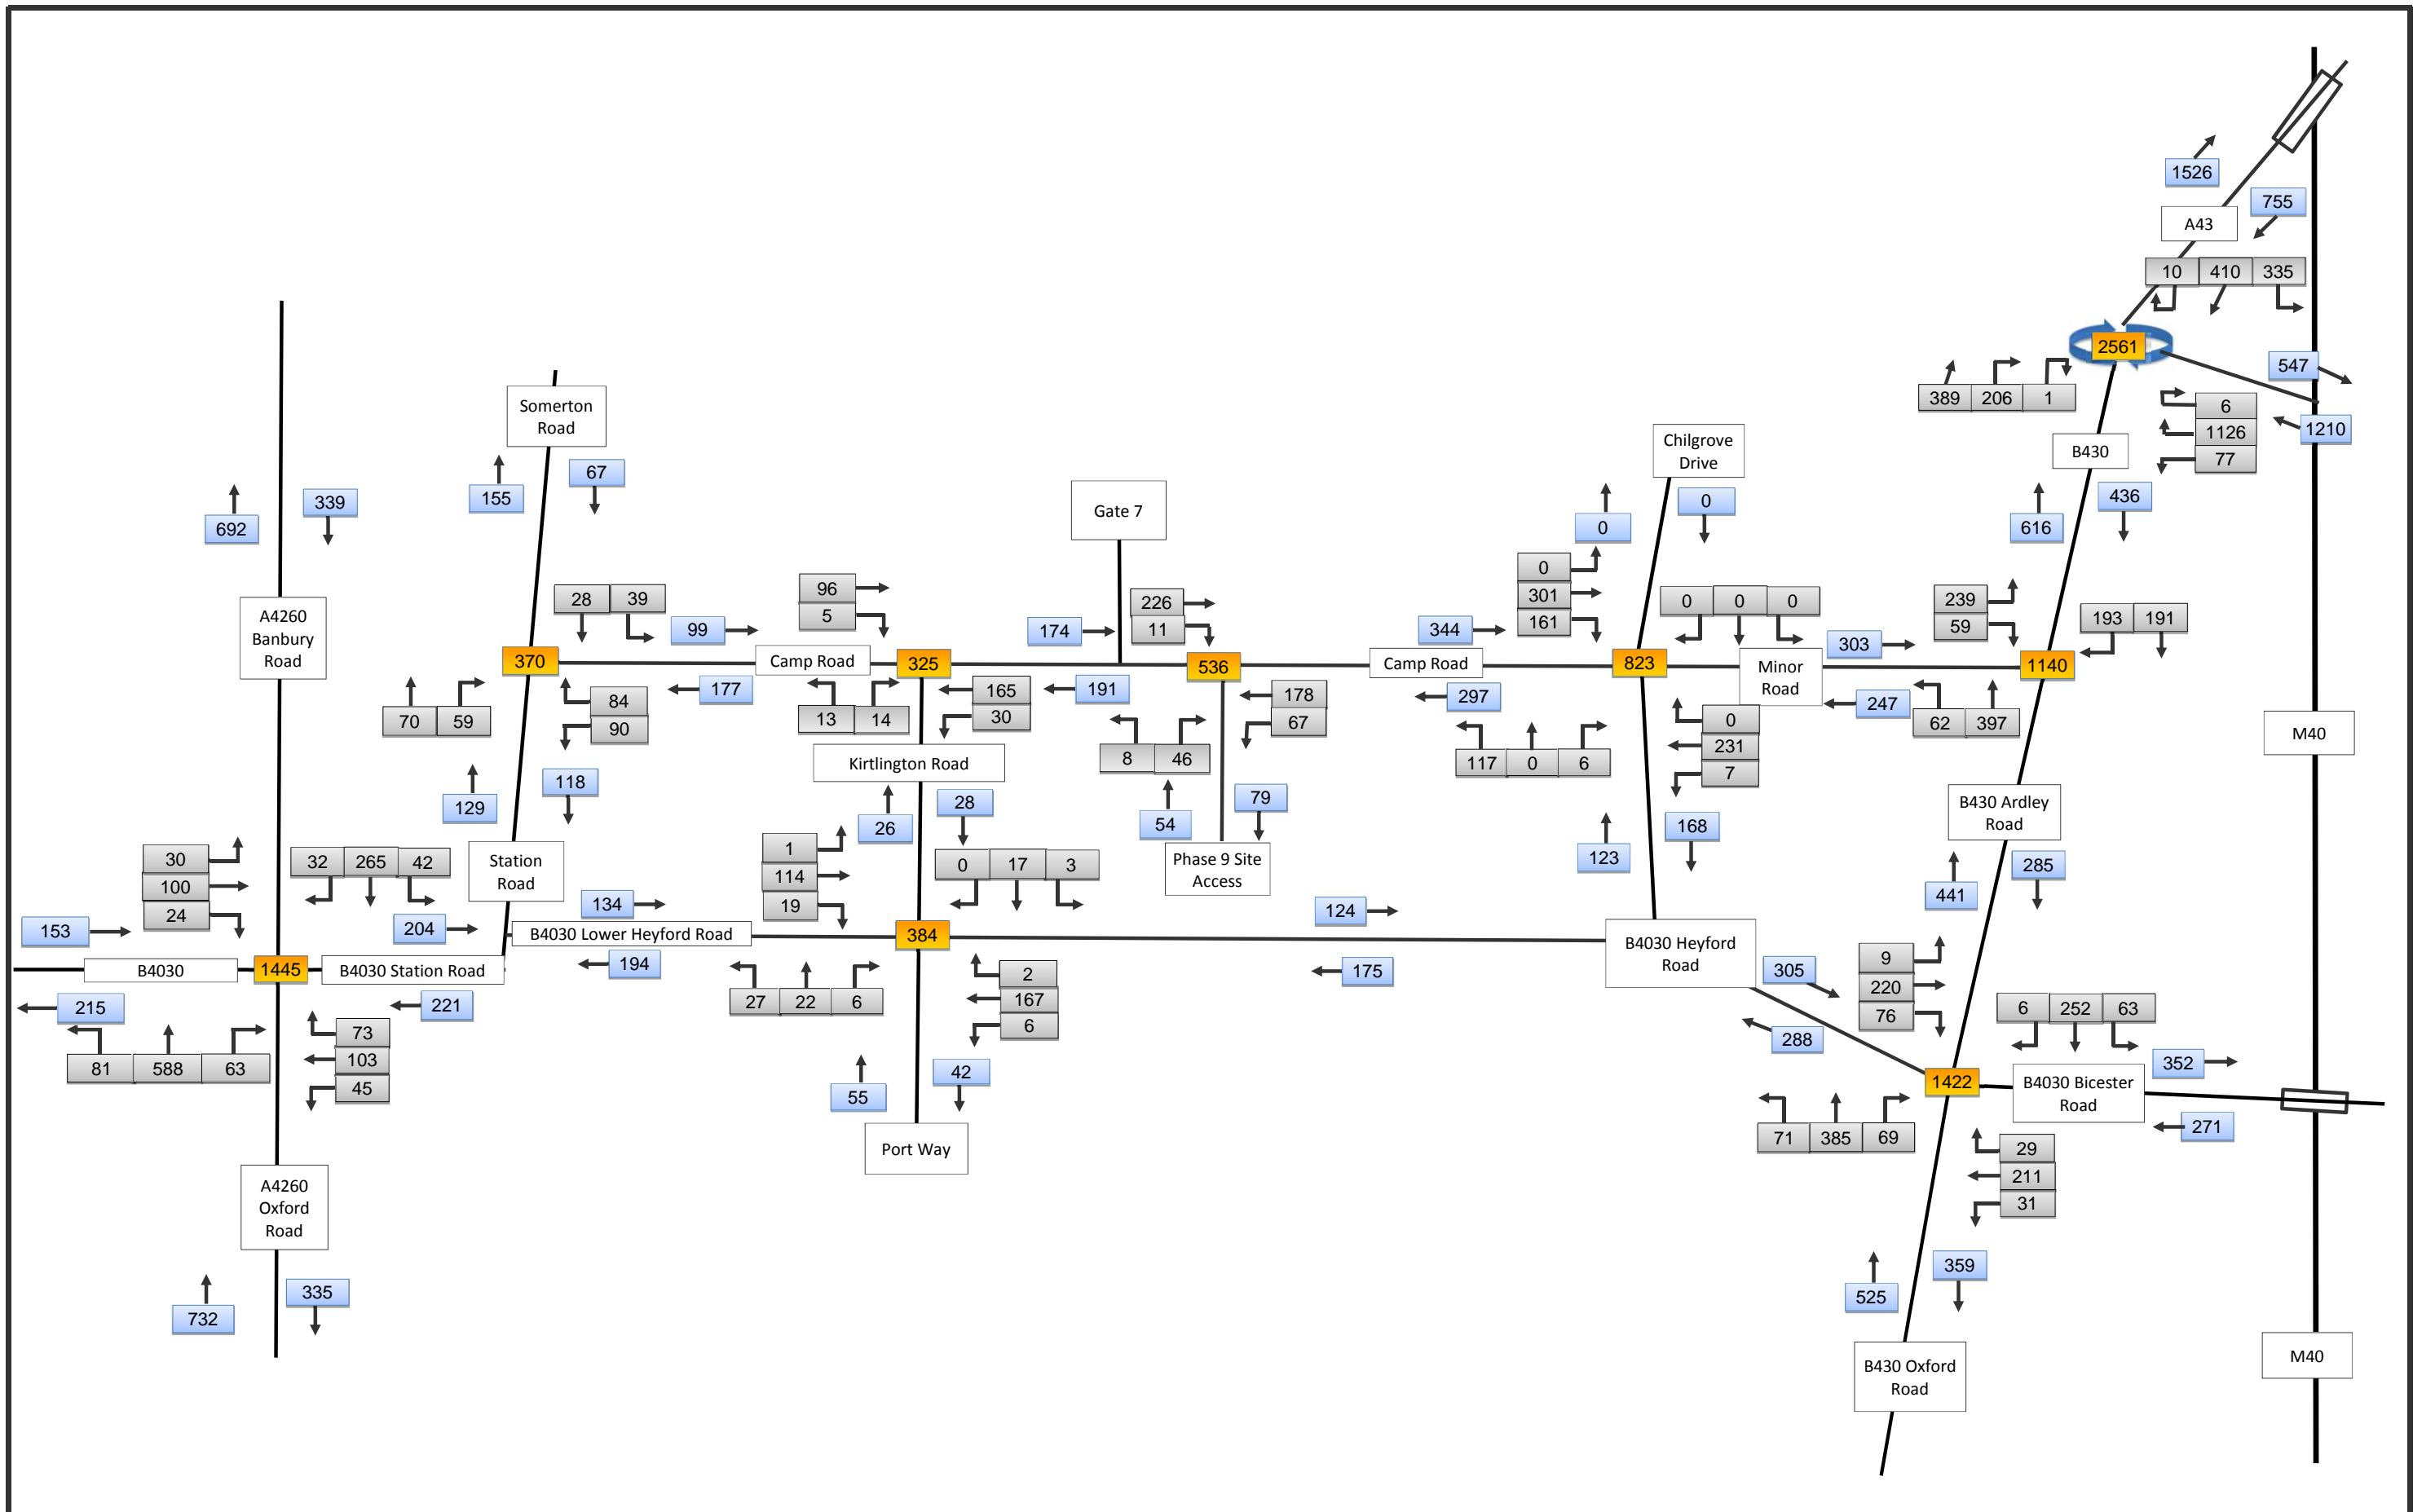 1526
755
A43
10 410 335
2561
547
389 206 1
6
1126
77
1210
B430
616
436
Somerton
Road
155
67
692
339
Gate 7
Chilgrove
Drive
0
0
A4260
Banbury
Road
28 39
99
96
5
174
226
11
344
0
301
161
0 0 0
303
239
59
193 191
370
Camp Road
325
536
Camp Road
823
Minor
Road
1140
70 59
84
90
177
13 14
165
30
191
178
67
297
117 0 6
0
231
7
247
62 397
M40
Kirtlington Road
8 46
129
118
26
28
54
79
123
168
B430 Ardley
Road
441
285
30
100
24
32 265 42
Station
Road
1
114
19
0 17 3
Phase 9 Site
Access
153
204
134
124
B4030 Lower Heyford Road
384
B4030 Heyford
Road
305
9
220
76
B4030
1445
B4030 Station Road
194
175
215
221
27 22 6
2
167
6
288
6 252 63
352
81 588 63
73
103
45
55
42
1422
B4030 Bicester
Road
271
71 385 69
29
211
31
Port Way
A4260
Oxford
Road
732
335
525
359
B430 Oxford
Road
M40